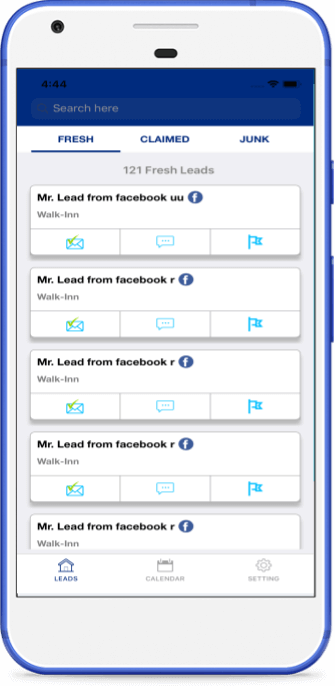 4:44
Search here
FRESH CLAIMED JUNK
121 Fresh Leads
Mr. Lead from facebook uu
Walk-Inn
Mr. Lead from facebook r
Walk-Inn
Mr. Lead from facebook r
Walk-Inn
Mr. Lead from facebook r
Walk-Inn
Mr. Lead from facebook r
Walk-Inn
LEADS CALENDAR SETTING